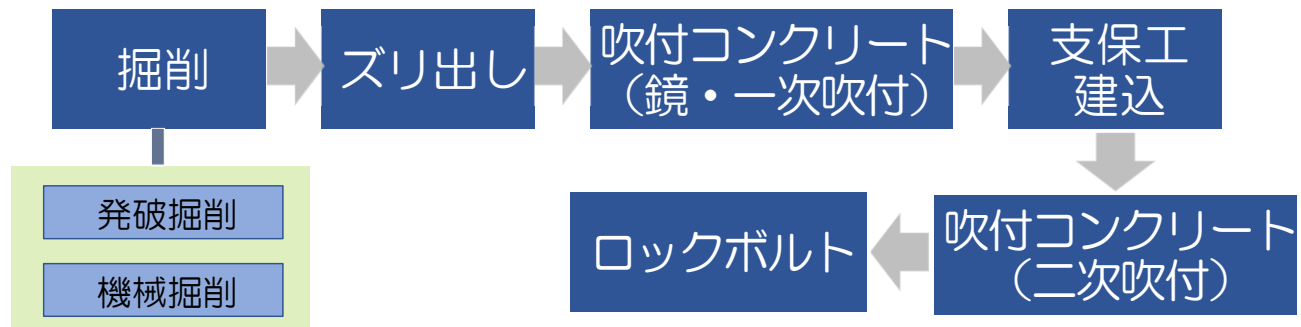 掘削
ズリ出し
吹付コンクリート
（鏡・一次吹付）
支保工
建込
発破掘削
機械掘削
吹付コンクリート
（二次吹付）
ロックボルト